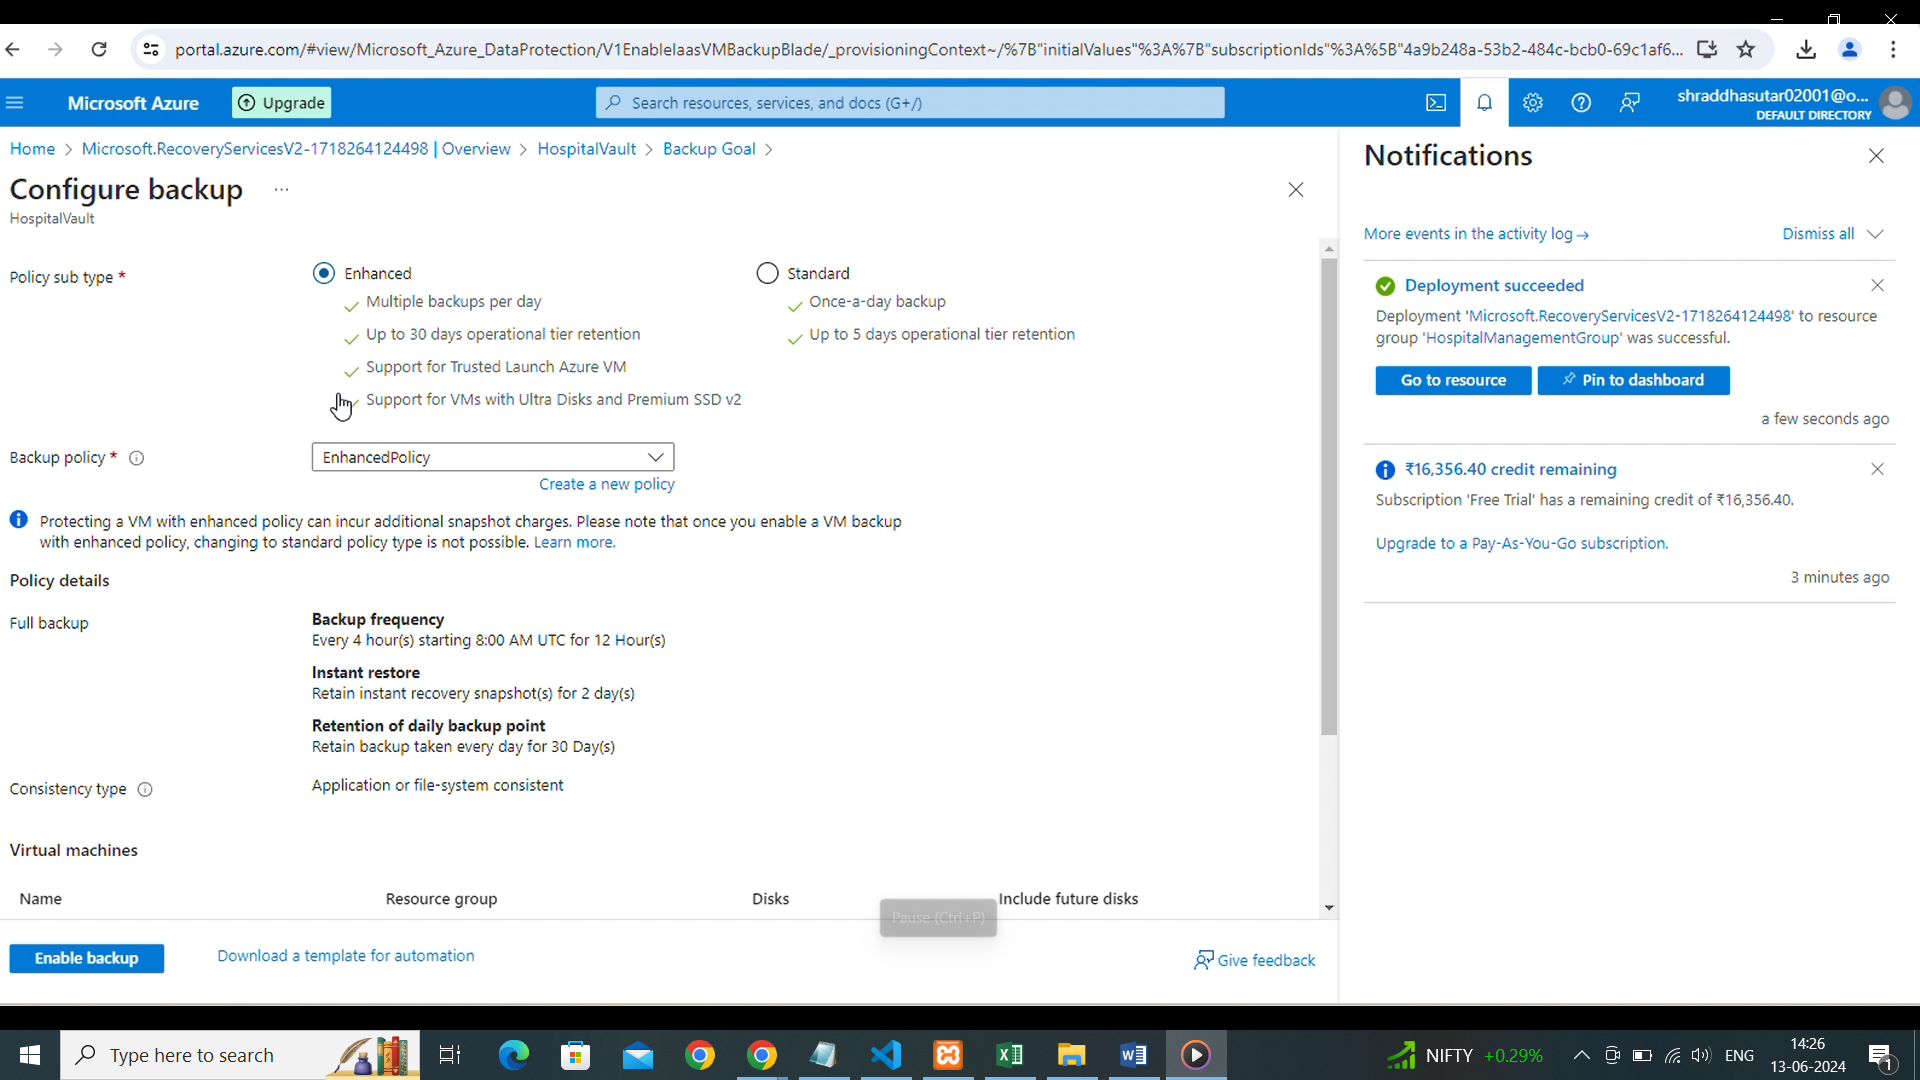 portal.azure.com/#view/Microsoft_Azure_DataProtection/V1EnableIaasVMBackupBlade/_provisioningContext~/%7B"initialValues"%3A%7B"subscriptionIds"%3A%5B"4a9b248a-53b2-484c-bcb0-69c1af6...
Microsoft Azure
Upgrade
Search resources, services, and docs (G+/)
shraddhasutar02001@o...
DEFAULT DIRECTORY
Home > Microsoft.RecoveryServicesV2-1718264124498 | Overview > HospitalVault > Backup Goal >
Configure backup ...
HospitalVault
Policy sub type *
Enhanced
Multiple backups per day
Up to 30 days operational tier retention
Support for Trusted Launch Azure VM
Support for VMs with Ultra Disks and Premium SSD v2
Standard
Once-a-day backup
Up to 5 days operational tier retention
Backup policy *
EnhancedPolicy
Create a new policy
Protecting a VM with enhanced policy can incur additional snapshot charges. Please note that once you enable a VM backup
with enhanced policy, changing to standard policy type is not possible. Learn more.
Policy details
Full backup
Backup frequency
Every 4 hour(s) starting 8:00 AM UTC for 12 Hour(s)
Instant restore
Retain instant recovery snapshot(s) for 2 day(s)
Retention of daily backup point
Retain backup taken every day for 30 Day(s)
Consistency type
Application or file-system consistent
Virtual machines
Name Resource group Disks Include future disks
Pause (Ctrl+P)
Enable backup
Download a template for automation
Give feedback
Notifications
More events in the activity log →
Dismiss all
Deployment succeeded
Deployment 'Microsoft.RecoveryServicesV2-1718264124498' to resource
group 'HospitalManagementGroup' was successful.
Go to resource
Pin to dashboard
a few seconds ago
₹16,356.40 credit remaining
Subscription 'Free Trial' has a remaining credit of ₹16,356.40.
Upgrade to a Pay-As-You-Go subscription.
3 minutes ago
Type here to search
NIFTY +0.29%
ENG
14:26
13-06-2024
1